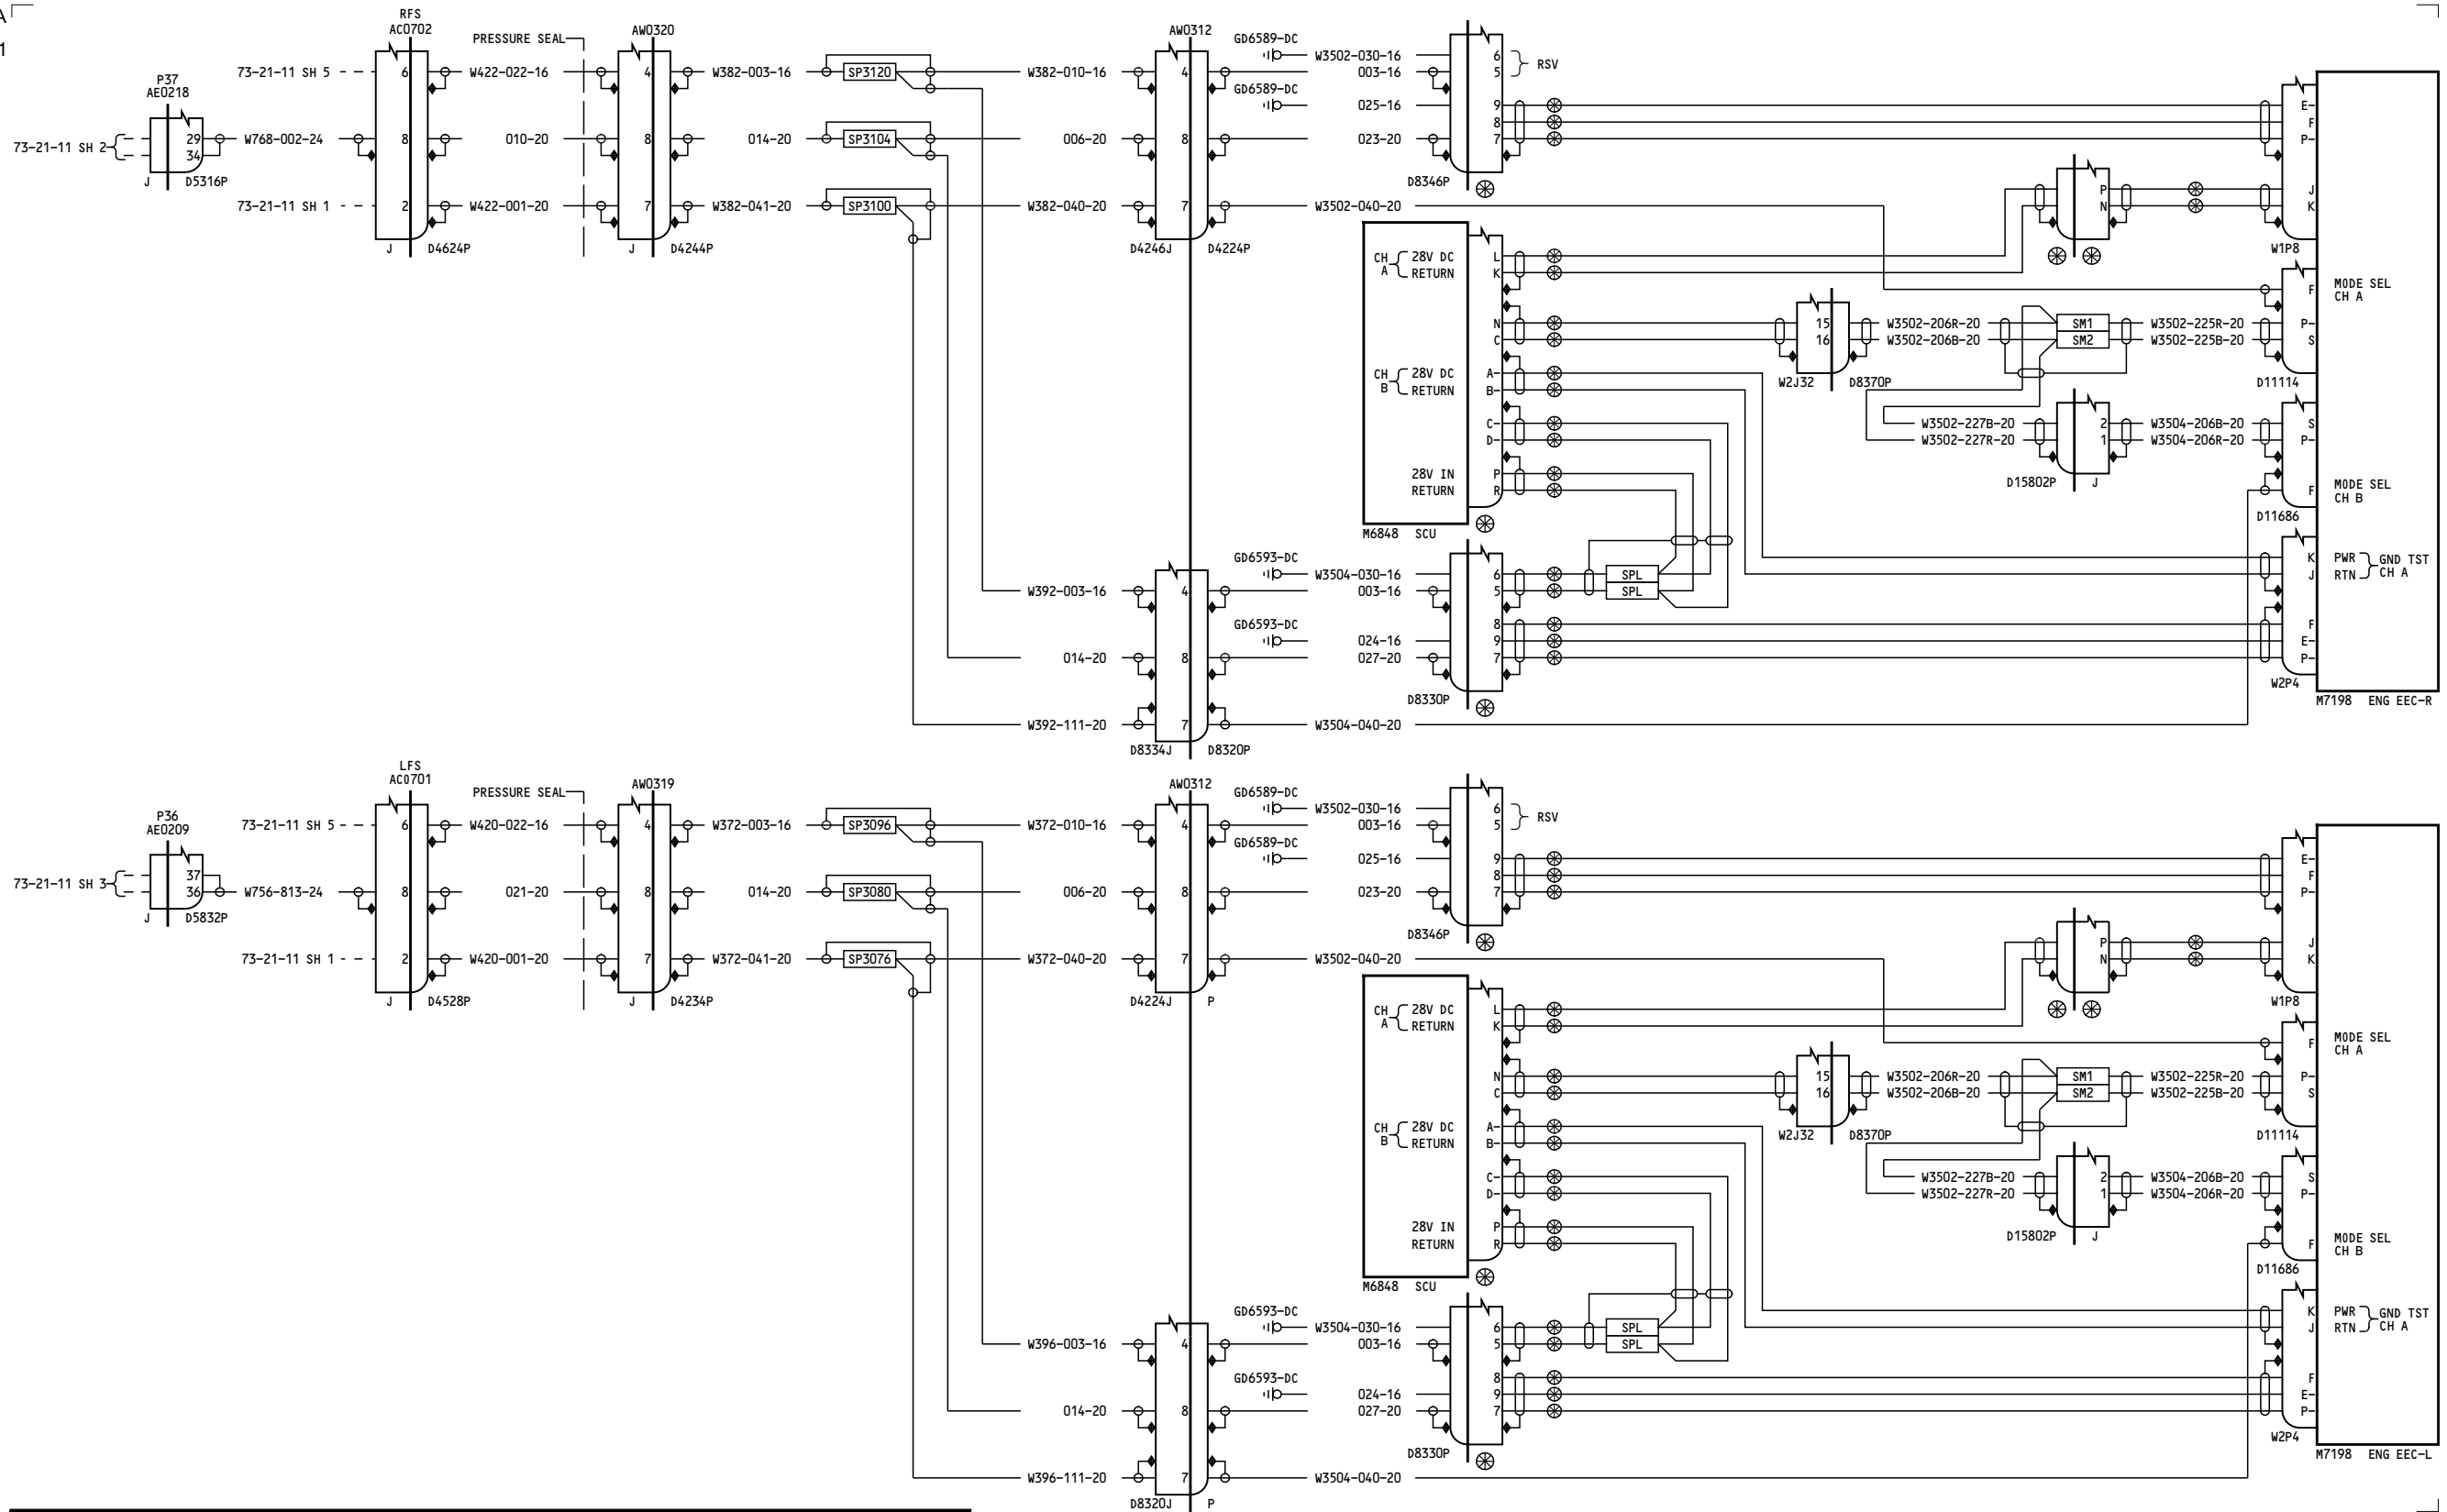 A
1
RFS
AC0702
AW0320
AW0312
PRESSURE SEAL
P37
AE0218
73-21-11 SH 5
6
W422-022-16
4
W382-003-16
SP3120
W382-010-16
4
GD6589-DC
W3502-030-16
003-16
6
5
RSV
GD6589-DC
025-16
9
8
7
E-
F
P-
73-21-11 SH 2
29
34
W768-002-24
8
010-20
8
014-20
SP3104
006-20
8
023-20
J
D5316P
D8346P
73-21-11 SH 1
2
W422-001-20
7
W382-041-20
SP3100
W382-040-20
7
W3502-040-20
P
N
J
K
J
D4624P
J
D4244P
D4246J
D4224P
W1P8
CH A
28V DC
RETURN
L
K
F
MODE SEL
CH A
N
C
15
16
W3502-206R-20
W3502-206B-20
SM1
SM2
W3502-225R-20
W3502-225B-20
P-
S
CH B
28V DC
RETURN
A-
B-
W2J32
D8370P
D11114
C-
D-
W3502-227B-20
W3502-227R-20
2
1
W3504-206B-20
W3504-206R-20
S
P-
28V IN
RETURN
P
R
D15802P
J
F
MODE SEL
CH B
D11686
M6848 SCU
GD6593-DC
W3504-030-16
003-16
6
5
SPL
SPL
K
J
PWR
RTN
GND TST
CH A
W392-003-16
4
GD6593-DC
024-16
027-20
8
9
7
F
E-
P-
014-20
8
D8330P
W2P4
M7198 ENG EEC-R
W392-111-20
7
W3504-040-20
D8334J
D8320P
LFS
AC0701
AW0319
AW0312
PRESSURE SEAL
P36
AE0209
73-21-11 SH 5
6
W420-022-16
4
W372-003-16
SP3096
W372-010-16
4
GD6589-DC
W3502-030-16
003-16
6
5
RSV
GD6589-DC
025-16
9
8
7
E-
F
P-
73-21-11 SH 3
37
36
W756-813-24
8
021-20
8
014-20
SP3080
006-20
8
023-20
J
D5832P
D8346P
73-21-11 SH 1
2
W420-001-20
7
W372-041-20
SP3076
W372-040-20
7
W3502-040-20
P
N
J
K
J
D4528P
J
D4234P
D4224J
P
W1P8
CH A
28V DC
RETURN
L
K
F
MODE SEL
CH A
N
C
15
16
W3502-206R-20
W3502-206B-20
SM1
SM2
W3502-225R-20
W3502-225B-20
P-
S
CH B
28V DC
RETURN
A-
B-
W2J32
D8370P
D11114
C-
D-
W3502-227B-20
W3502-227R-20
2
1
W3504-206B-20
W3504-206R-20
S
P-
28V IN
RETURN
P
R
D15802P
J
F
MODE SEL
CH B
D11686
M6848 SCU
GD6593-DC
W3504-030-16
003-16
6
5
SPL
SPL
K
J
PWR
RTN
GND TST
CH A
W396-003-16
4
GD6593-DC
024-16
027-20
8
9
7
F
E-
P-
014-20
8
D8330P
W2P4
M7198 ENG EEC-L
W396-111-20
7
W3504-040-20
D8320J
P